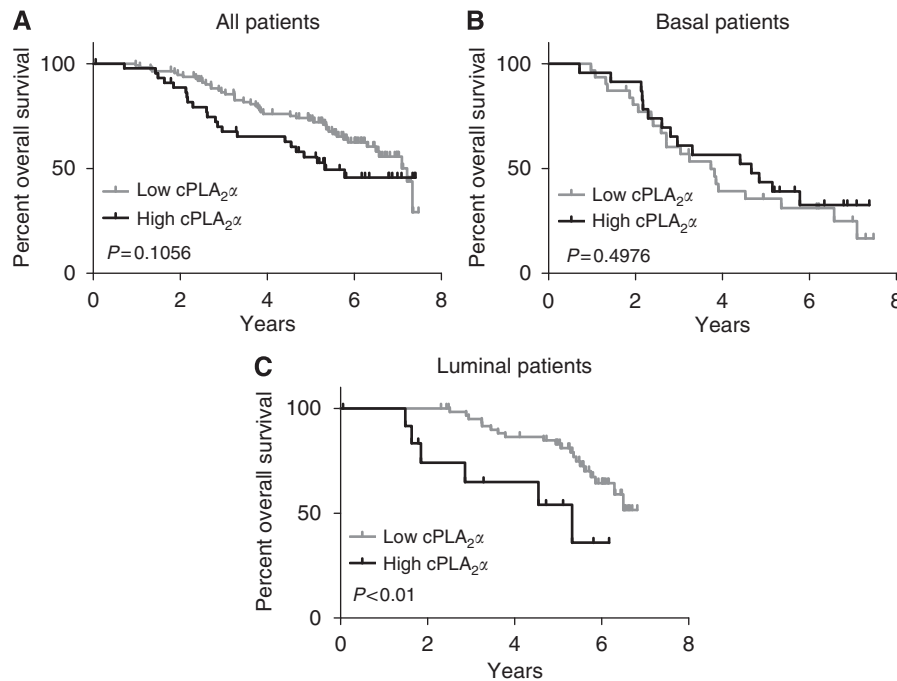 A
All patients
Percent overall survival
100
50
0
Low cPLA₂α
High cPLA₂α
P=0.1056
0 2 4 6 8
Years
B
Basal patients
Percent overall survival
100
50
0
Low cPLA₂α
High cPLA₂α
P=0.4976
0 2 4 6 8
Years
C
Luminal patients
Percent overall survival
100
50
0
Low cPLA₂α
High cPLA₂α
P<0.01
0 2 4 6 8
Years